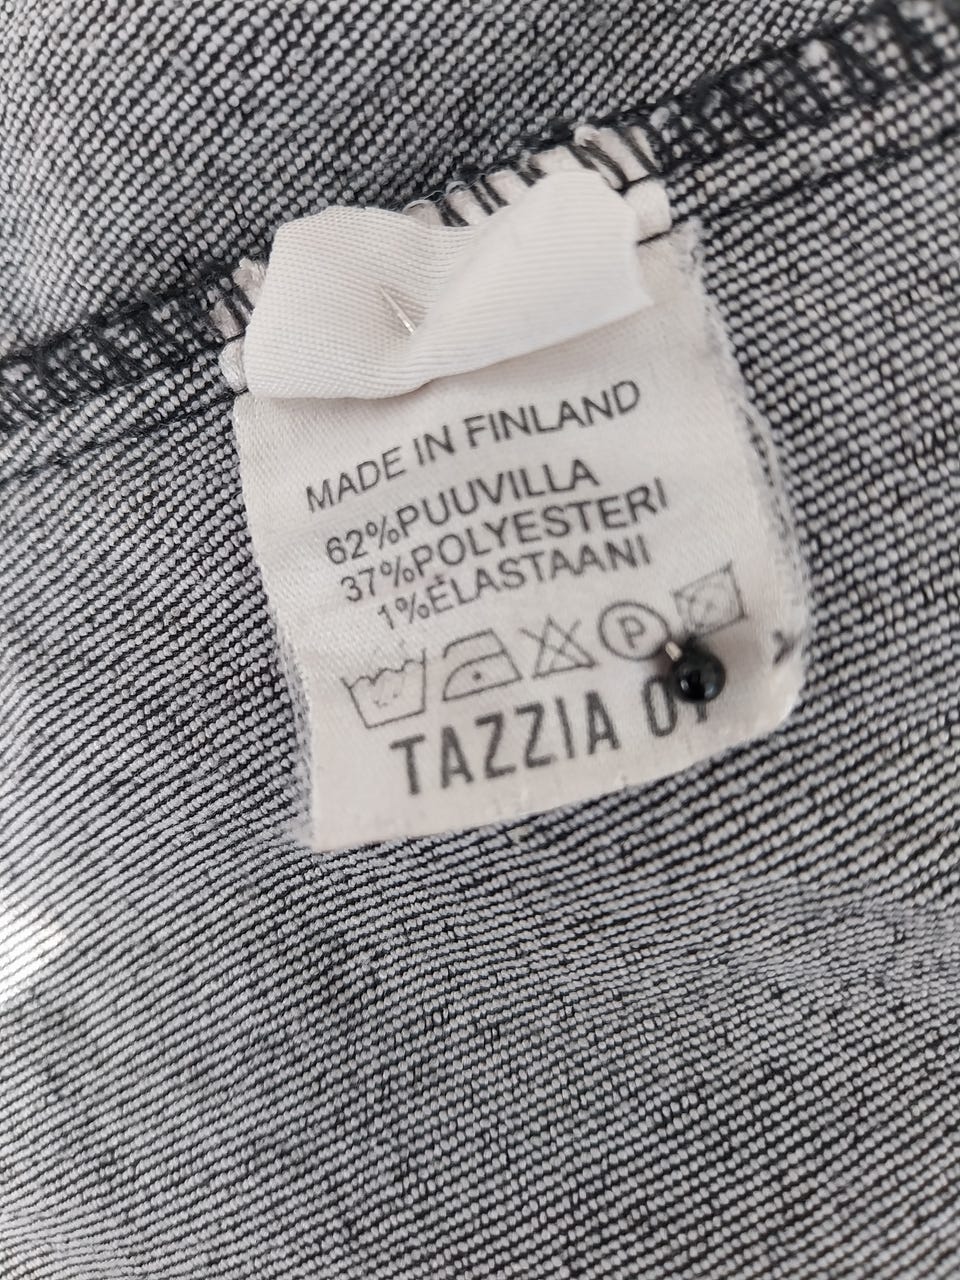 MADE IN FINLAND
62%PUUVILLA
37%POLYESTERI
1%ELASTAANI
P
TAZZIA